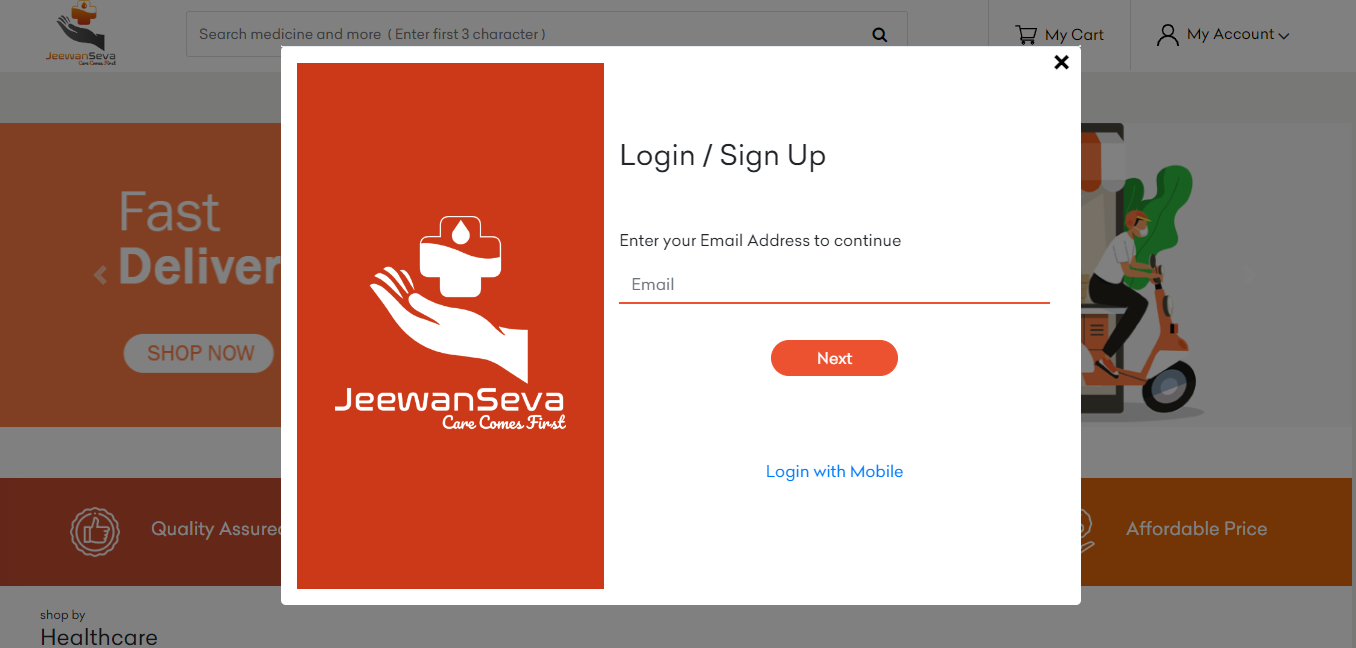 JeewanSeva
Care Comes First
Search medicine and more ( Enter first 3 character )
My Cart
My Account
Fast
Deliver
SHOP NOW
Login / Sign Up
Enter your Email Address to continue
Email
Next
Login with Mobile
JeewanSeva
Care Comes First
Quality Assured
Affordable Price
shop by
Healthcare